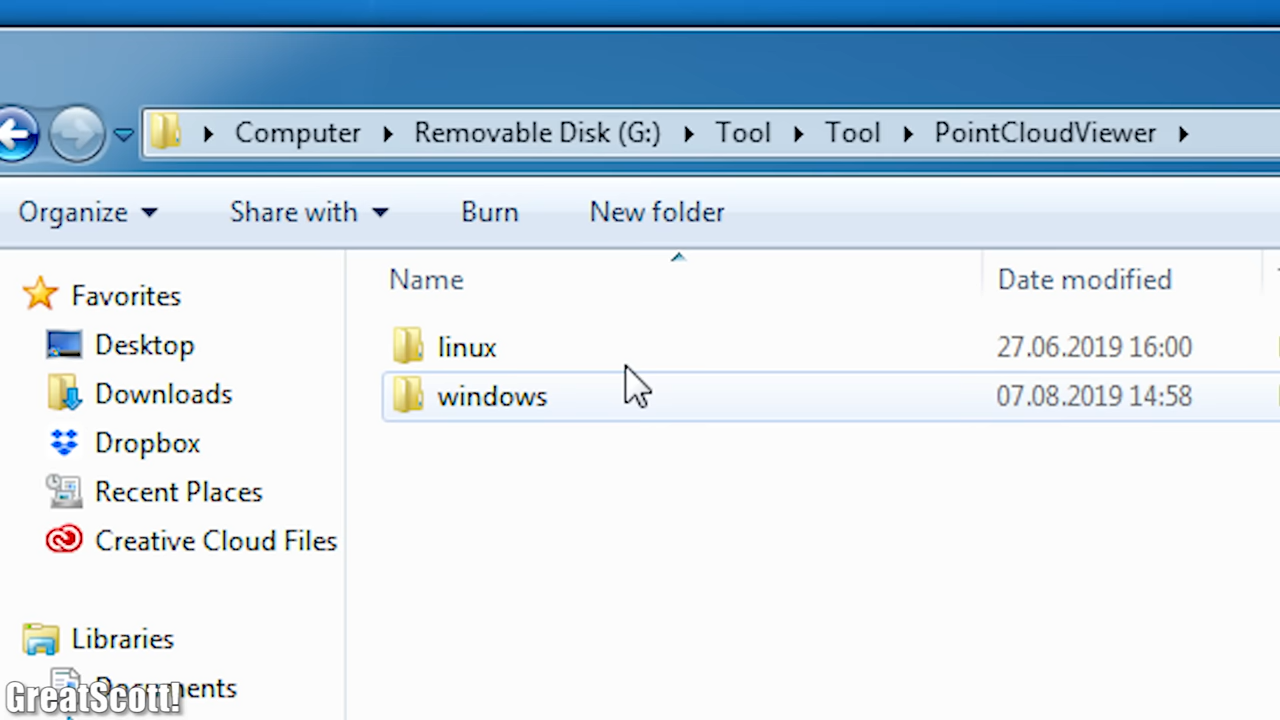 Computer Removable Disk (G:) Tool Tool PointCloudViewer
Organize Share with Burn New folder
Name Date modified
Favorites
Desktop
Downloads
Dropbox
Recent Places
Creative Cloud Files
Libraries
Documents
linux 27.06.2019 16:00
windows 07.08.2019 14:58
GreatScott!